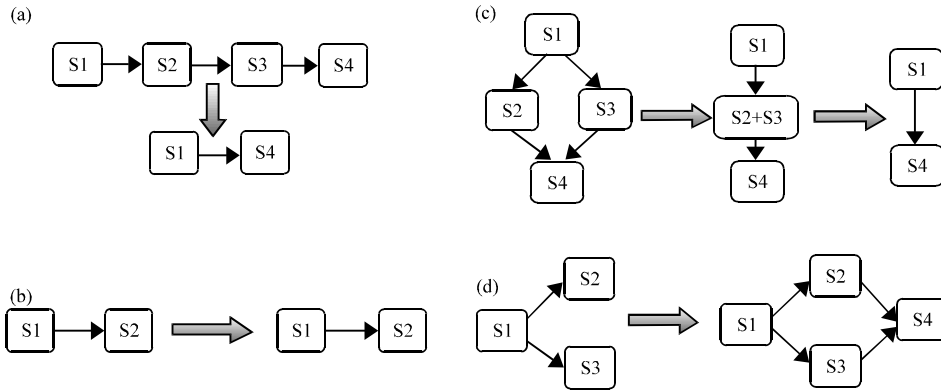 (a)
S1 S2 S3 S4
S1 S4
(b)
S1 S2 S1 S2
(c)
S1
S2 S3
S4
S1
S2+S3
S4
S1
S4
(d)
S1
S2
S3
S1
S2
S3
S4